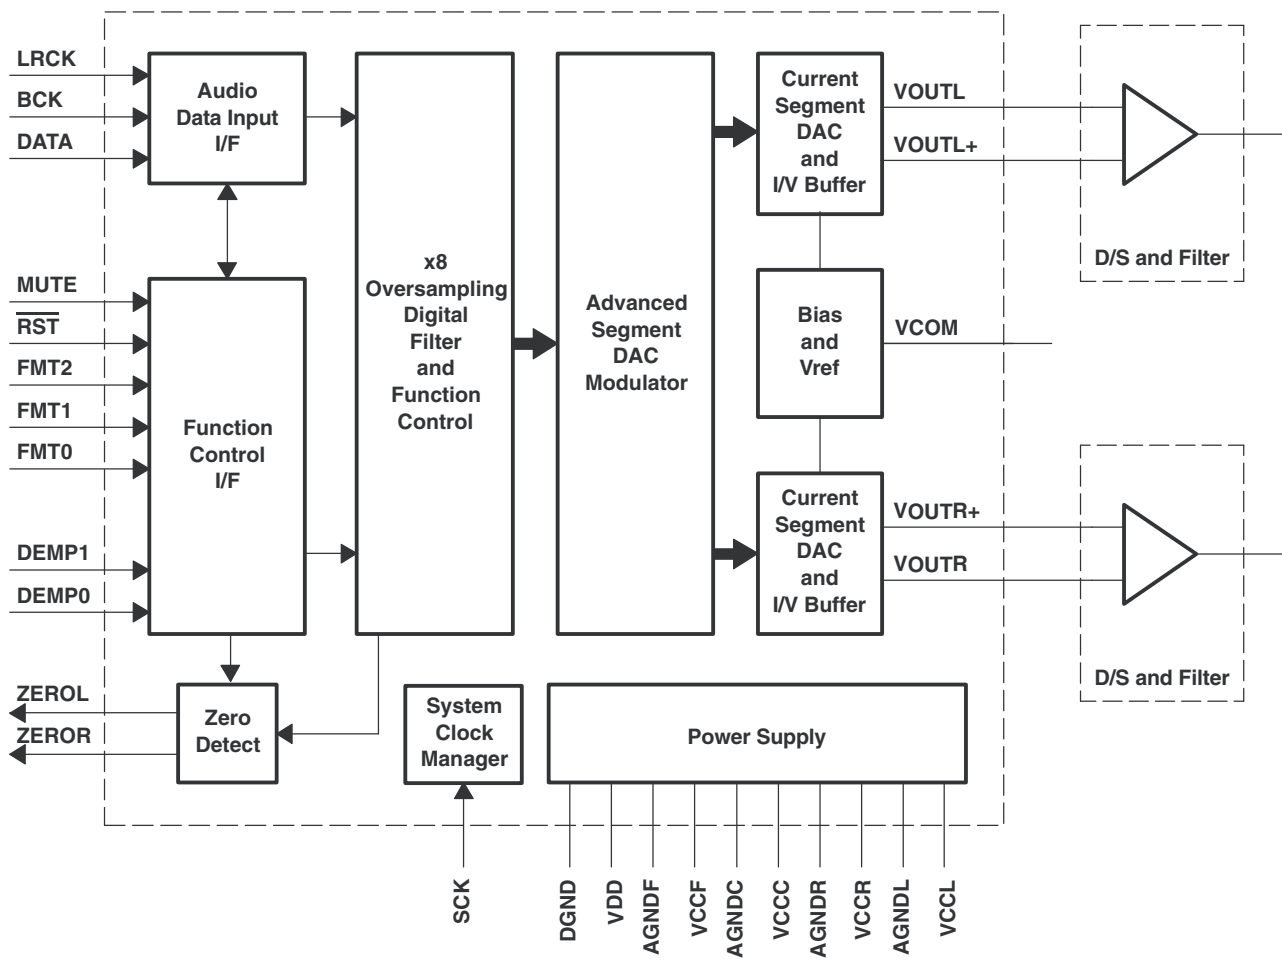 LRCK
BCK
DATA
Audio
Data Input
I/F
MUTE
RST
FMT2
FMT1
FMT0
DEMP1
DEMP0
Function
Control
I/F
ZEROL
ZEROR
Zero
Detect
x8
Oversampling
Digital
Filter
and
Function
Control
System
Clock
Manager
SCK
Advanced
Segment
DAC
Modulator
Current
Segment
DAC
and
I/V Buffer
VOUTL
VOUTL+
D/S and Filter
Bias
and
Vref
VCOM
Current
Segment
DAC
and
I/V Buffer
VOUTR+
VOUTR
D/S and Filter
Power Supply
DGND
VDD
AGNDF
VCCF
AGNDC
VCCC
AGNDR
VCCR
AGNDL
VCCL